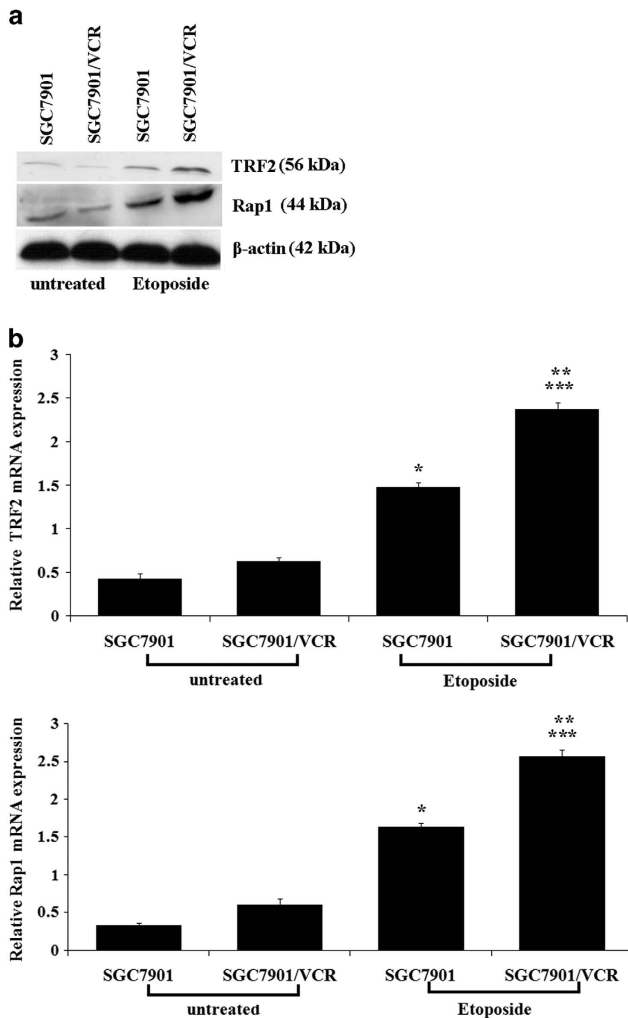 a
SGC7901
SGC7901/VCR
SGC7901
SGC7901/VCR
TRF2 (56 kDa)
Rap1 (44 kDa)
β-actin (42 kDa)
untreated Etoposide
b
Relative TRF2 mRNA expression
3
2.5
2
1.5
1
0.5
0
*
**
***
SGC7901 SGC7901/VCR SGC7901 SGC7901/VCR
untreated Etoposide
Relative Rap1 mRNA expression
3
2.5
2
1.5
1
0.5
0
*
**
***
SGC7901 SGC7901/VCR SGC7901 SGC7901/VCR
untreated Etoposide